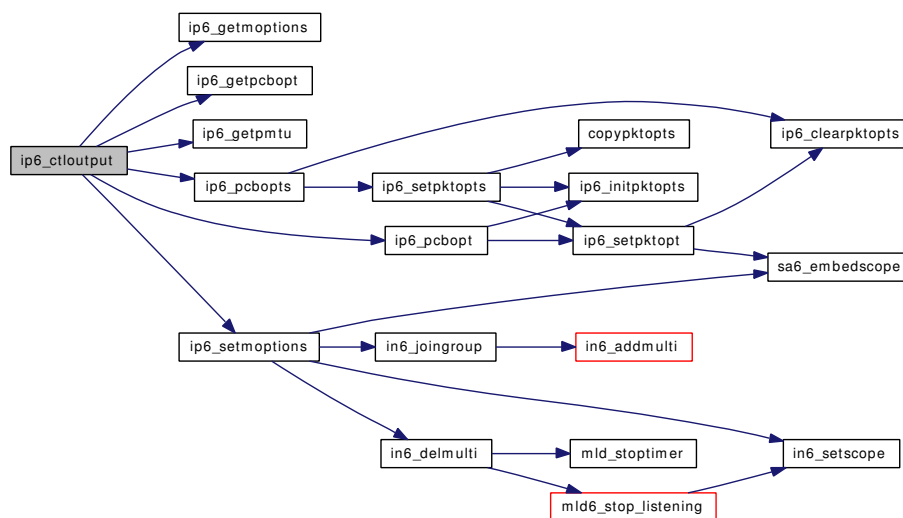 ip6_getmoptions
ip6_getpcbopt
ip6_getpmtu
copypktopts
ip6_clearpktopts
ip6_ctloutput
ip6_pcbopts
ip6_setpktopts
ip6_initpktopts
ip6_pcbopt
ip6_setpktopt
sa6_embedscope
ip6_setmoptions
in6_joingroup
in6_addmulti
in6_delmulti
mld_stoptimer
in6_setscope
mld6_stop_listening